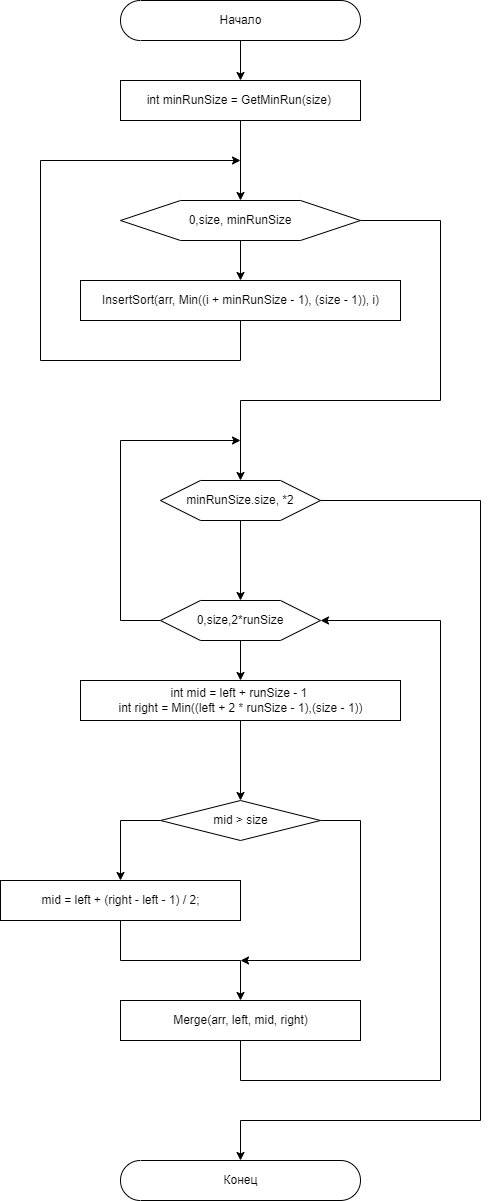 Начало
int minRunSize = GetMinRun(size)
0,size, minRunSize
InsertSort(arr, Min((i + minRunSize - 1), (size - 1)), i)
minRunSize.size, *2
0,size,2*runSize
int mid = left + runSize - 1
int right = Min((left + 2 * runSize - 1),(size - 1))
mid > size
mid = left + (right - left - 1) / 2;
Merge(arr, left, mid, right)
Конец